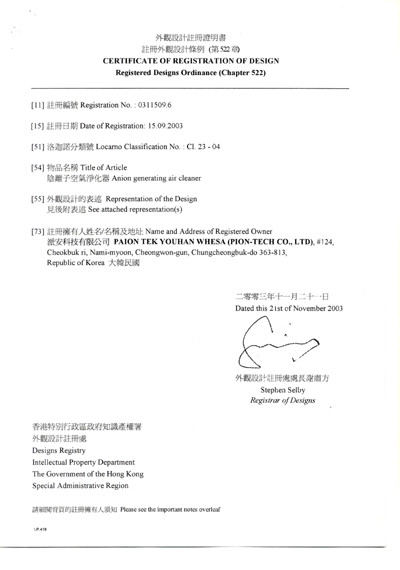 外觀設計註冊證明書
註冊外觀設計條例 (第 522 章)
CERTIFICATE OF REGISTRATION OF DESIGN
Registered Designs Ordinance (Chapter 522)
[11] 註冊編號 Registration No. : 0311509.6
[15] 註冊日期 Date of Registration: 15.09.2003
[51] 洛迦諾分類號 Locarno Classification No. : Cl. 23 - 04
[54] 物品名稱 Title of Article
陰離子空氣淨化器 Anion generating air cleaner
[55] 外觀設計的表述 Representation of the Design
見後附表述 See attached representation(s)
[73] 註冊擁有人姓名/名稱及地址 Name and Address of Registered Owner
派安科技有限公司 PAION TEK YOUHAN WHESA (PION-TECH CO., LTD), #124,
Cheokbuk ri, Nami-myoon, Cheongwon-gun, Chungcheongbuk-do 363-813,
Republic of Korea 大韓民國
二零零三年十一月二十一日
Dated this 21st of November 2003
外觀設計註冊處處長謝肅方
Stephen Selby
Registrar of Designs
香港特別行政區政府知識產權署
外觀設計註冊處
Designs Registry
Intellectual Property Department
The Government of the Hong Kong
Special Administrative Region
請細閱背頁的註冊擁有人須知 Please see the important notes overleaf